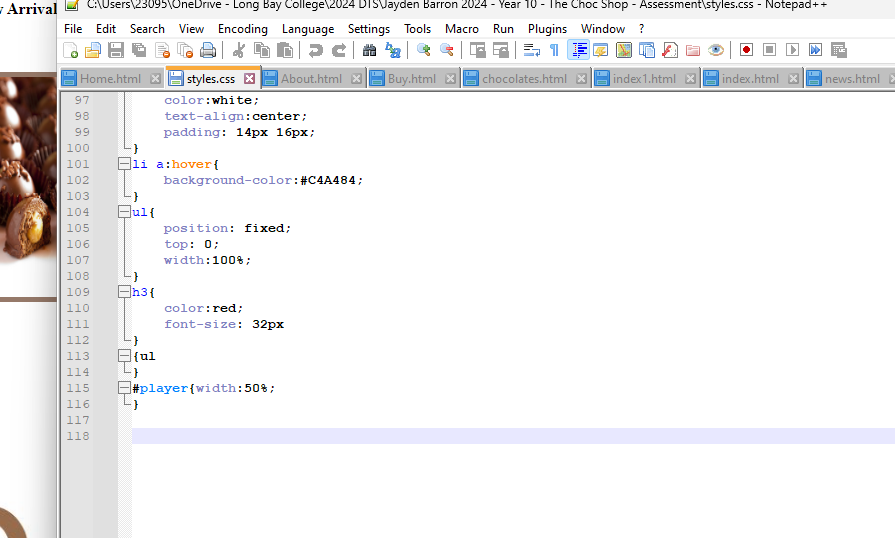 Arrival
C:\Users\23095\OneDrive - Long Bay College\2024 DTS\Jayden Barron 2024 - Year 10 - The Choc Shop - Assessment\styles.css - Notepad++
File Edit Search View Encoding Language Settings Tools Macro Run Plugins Window ?
Home.html styles.css About.html Buy.html chocolates.html index1.html index.html news.html
97 color:white;
98 text-align:center;
99 padding: 14px 16px;
100 }
101 li a:hover{
102 background-color:#C4A484;
103 }
104 ul{
105 position: fixed;
106 top: 0;
107 width:100%;
108 }
109 h3{
110 color:red;
111 font-size: 32px
112 }
113 {ul
114 }
115 #player{width:50%;
116 }
117
118